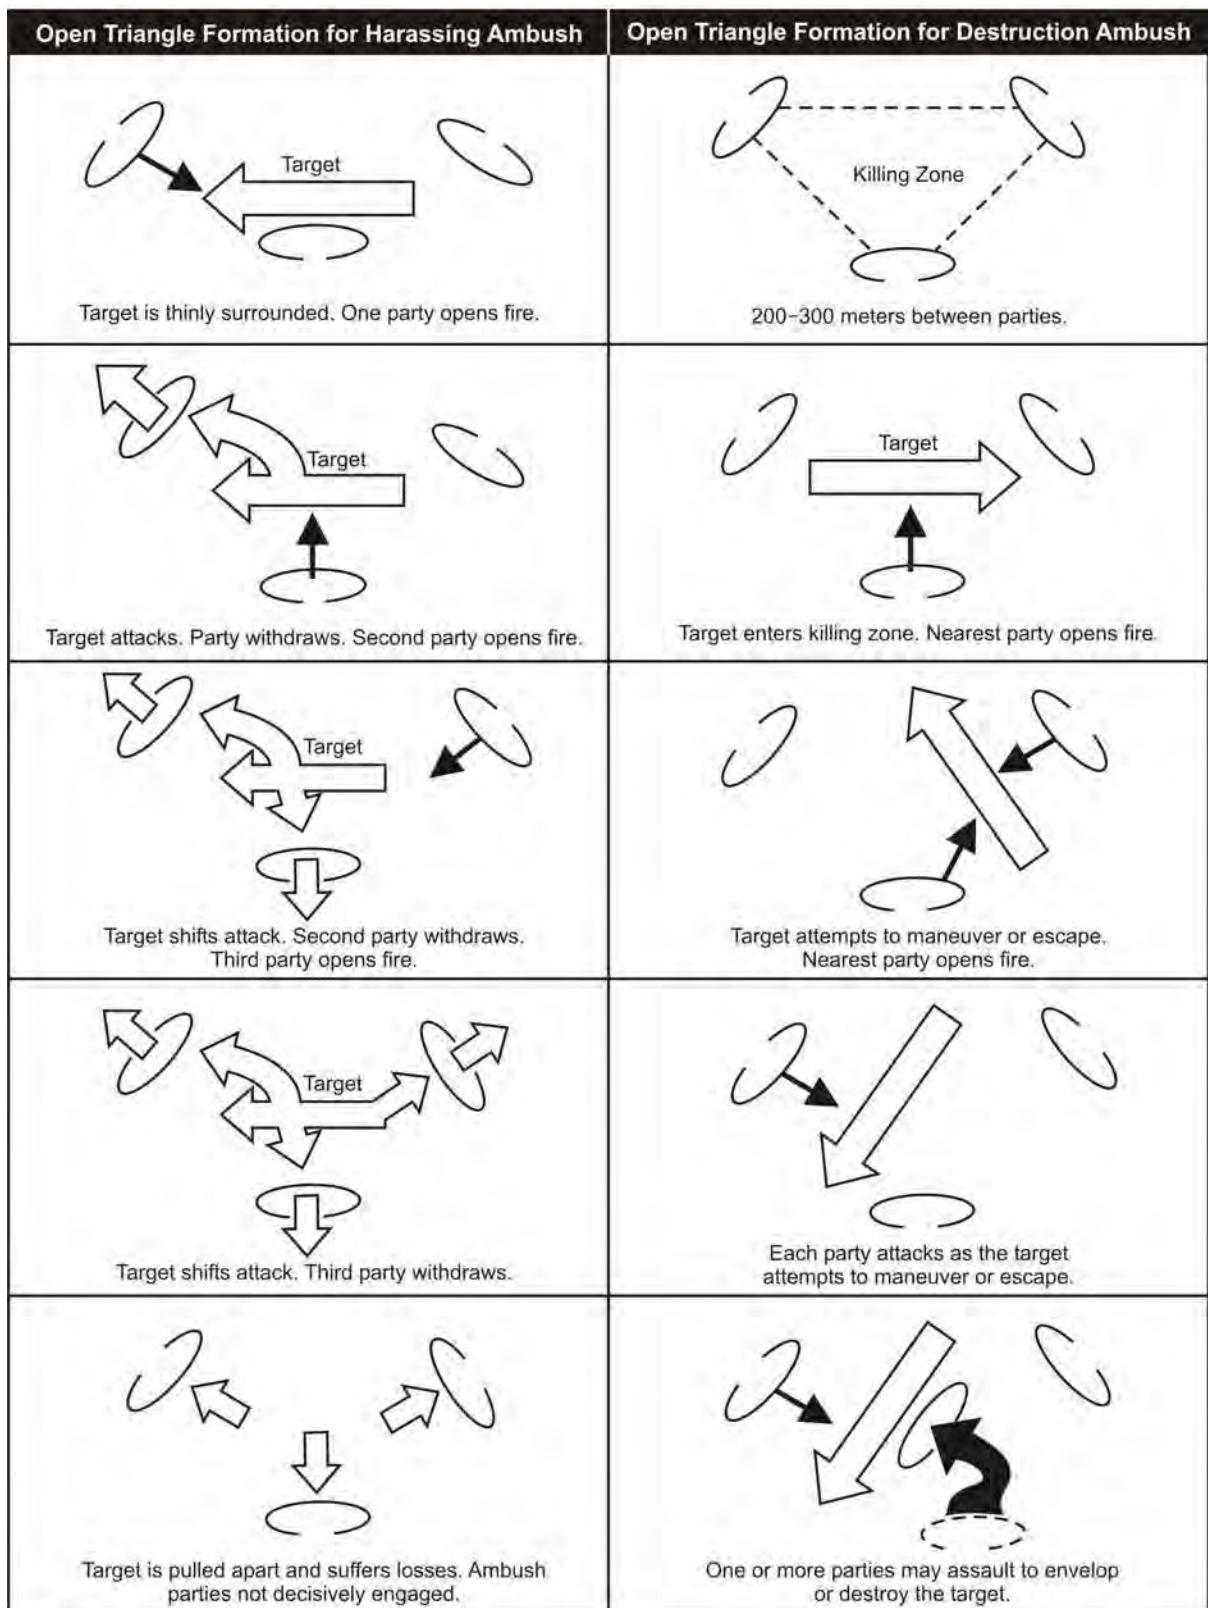 Open Triangle Formation for Harassing Ambush
Open Triangle Formation for Destruction Ambush
Target
Target is thinly surrounded. One party opens fire.
Killing Zone
200–300 meters between parties.
Target
Target attacks. Party withdraws. Second party opens fire.
Target
Target enters killing zone. Nearest party opens fire.
Target
Target shifts attack. Second party withdraws.
Third party opens fire.
Target attempts to maneuver or escape.
Nearest party opens fire.
Target
Target shifts attack. Third party withdraws.
Each party attacks as the target
attempts to maneuver or escape.
Target is pulled apart and suffers losses. Ambush
parties not decisively engaged.
One or more parties may assault to envelop
or destroy the target.